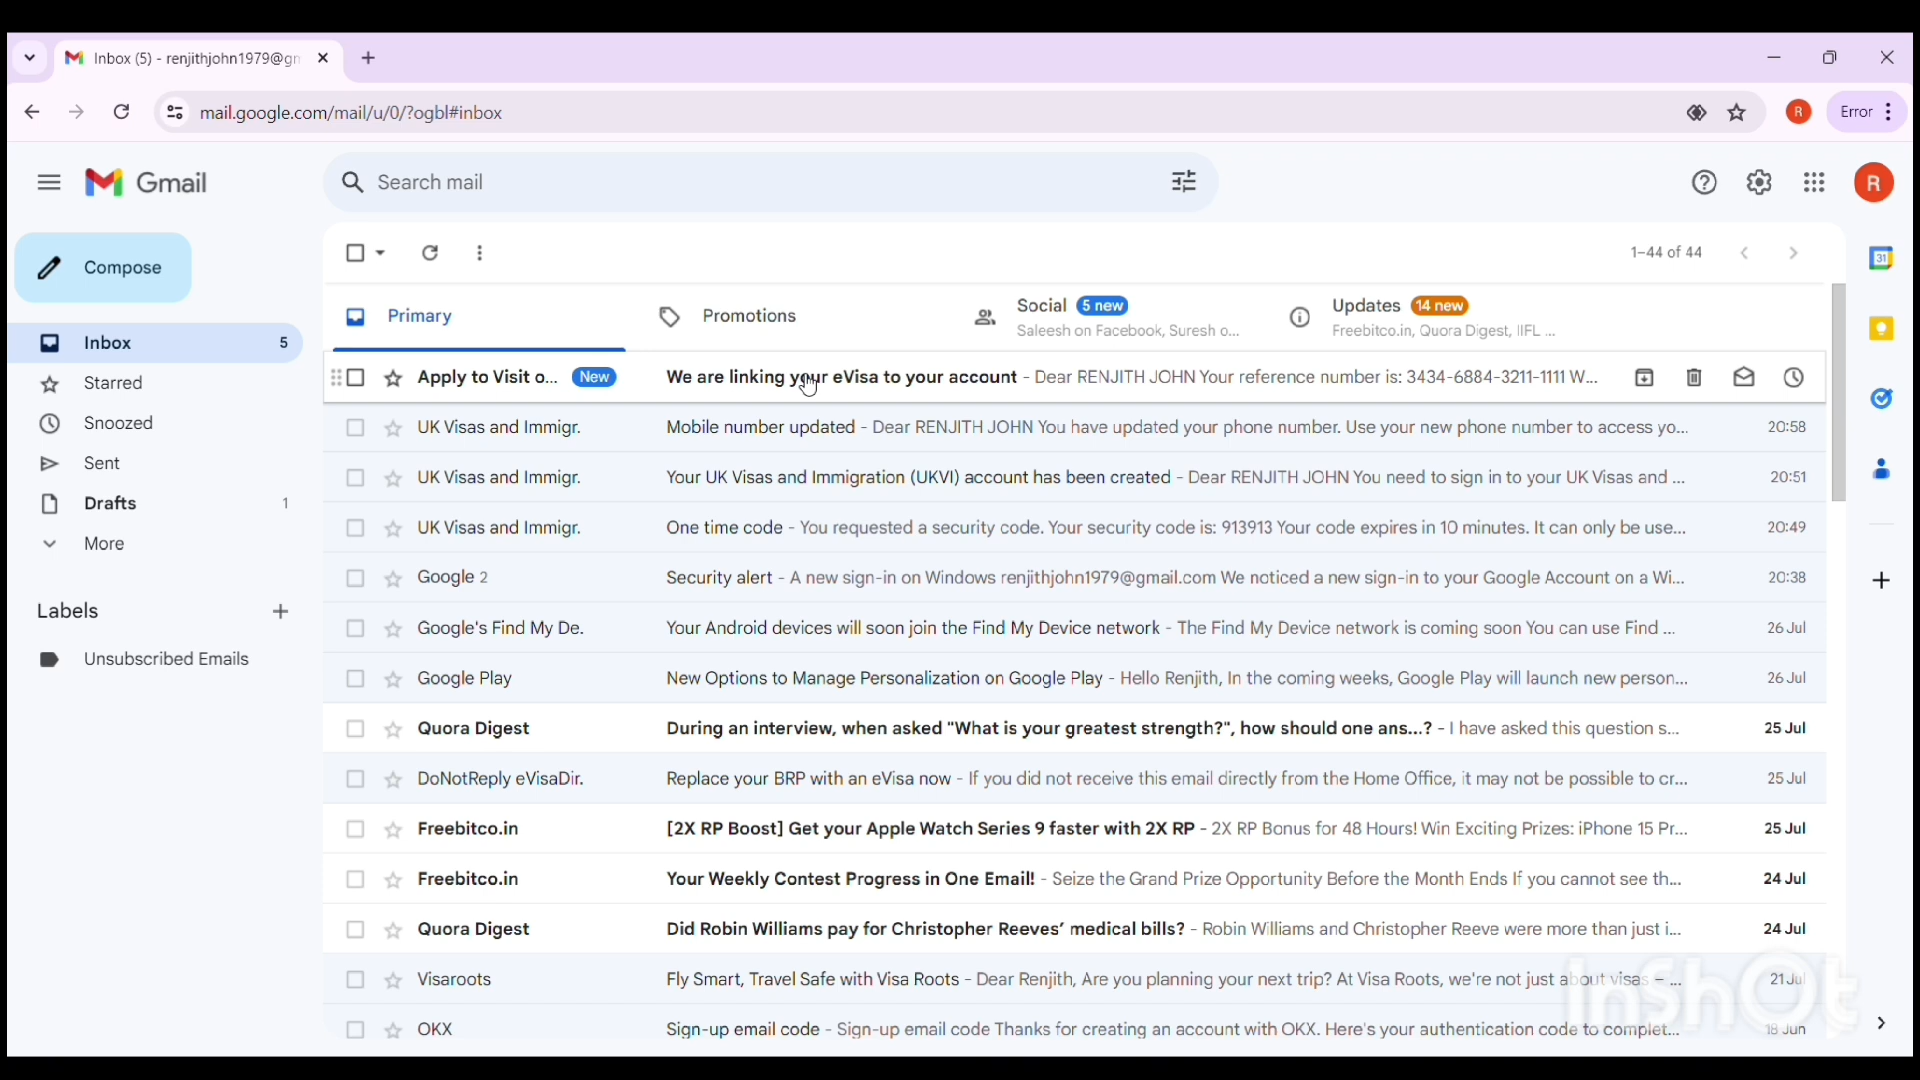 Inbox (5) - renjithjohn1979@gm
mail.google.com/mail/u/0/?ogbl#inbox
R
Error
Gmail
Search mail
R
Compose
1–44 of 44
31
Primary
Promotions
Social 5 new
Saleesh on Facebook, Suresh o...
Updates 14 new
Freebitco.in, Quora Digest, IIFL ...
Inbox 5
Starred
Snoozed
Sent
Drafts 1
More
Labels
Unsubscribed Emails
Apply to Visit o... New We are linking your eVisa to your account - Dear RENJITH JOHN Your reference number is: 3434-6884-3211-1111 W...
UK Visas and Immigr. Mobile number updated - Dear RENJITH JOHN You have updated your phone number. Use your new phone number to access yo... 20:58
UK Visas and Immigr. Your UK Visas and Immigration (UKVI) account has been created - Dear RENJITH JOHN You need to sign in to your UK Visas and ... 20:51
UK Visas and Immigr. One time code - You requested a security code. Your security code is: 913913 Your code expires in 10 minutes. It can only be use... 20:49
Google 2 Security alert - A new sign-in on Windows renjithjohn1979@gmail.com We noticed a new sign-in to your Google Account on a Wi... 20:38
Google's Find My De. Your Android devices will soon join the Find My Device network - The Find My Device network is coming soon You can use Find ... 26 Jul
Google Play New Options to Manage Personalization on Google Play - Hello Renjith, In the coming weeks, Google Play will launch new person... 26 Jul
Quora Digest During an interview, when asked "What is your greatest strength?", how should one ans...? - I have asked this question s... 25 Jul
DoNotReply eVisaDir. Replace your BRP with an eVisa now - If you did not receive this email directly from the Home Office, it may not be possible to cr... 25 Jul
Freebitco.in [2X RP Boost] Get your Apple Watch Series 9 faster with 2X RP - 2X RP Bonus for 48 Hours! Win Exciting Prizes: iPhone 15 Pr... 25 Jul
Freebitco.in Your Weekly Contest Progress in One Email! - Seize the Grand Prize Opportunity Before the Month Ends If you cannot see th... 24 Jul
Quora Digest Did Robin Williams pay for Christopher Reeves’ medical bills? - Robin Williams and Christopher Reeve were more than just i... 24 Jul
Visaroots Fly Smart, Travel Safe with Visa Roots - Dear Renjith, Are you planning your next trip? At Visa Roots, we're not just about visas – ... 21 Jul
OKX Sign-up email code - Sign-up email code Thanks for creating an account with OKX. Here's your authentication code to complet... 18 Jun
InShOt